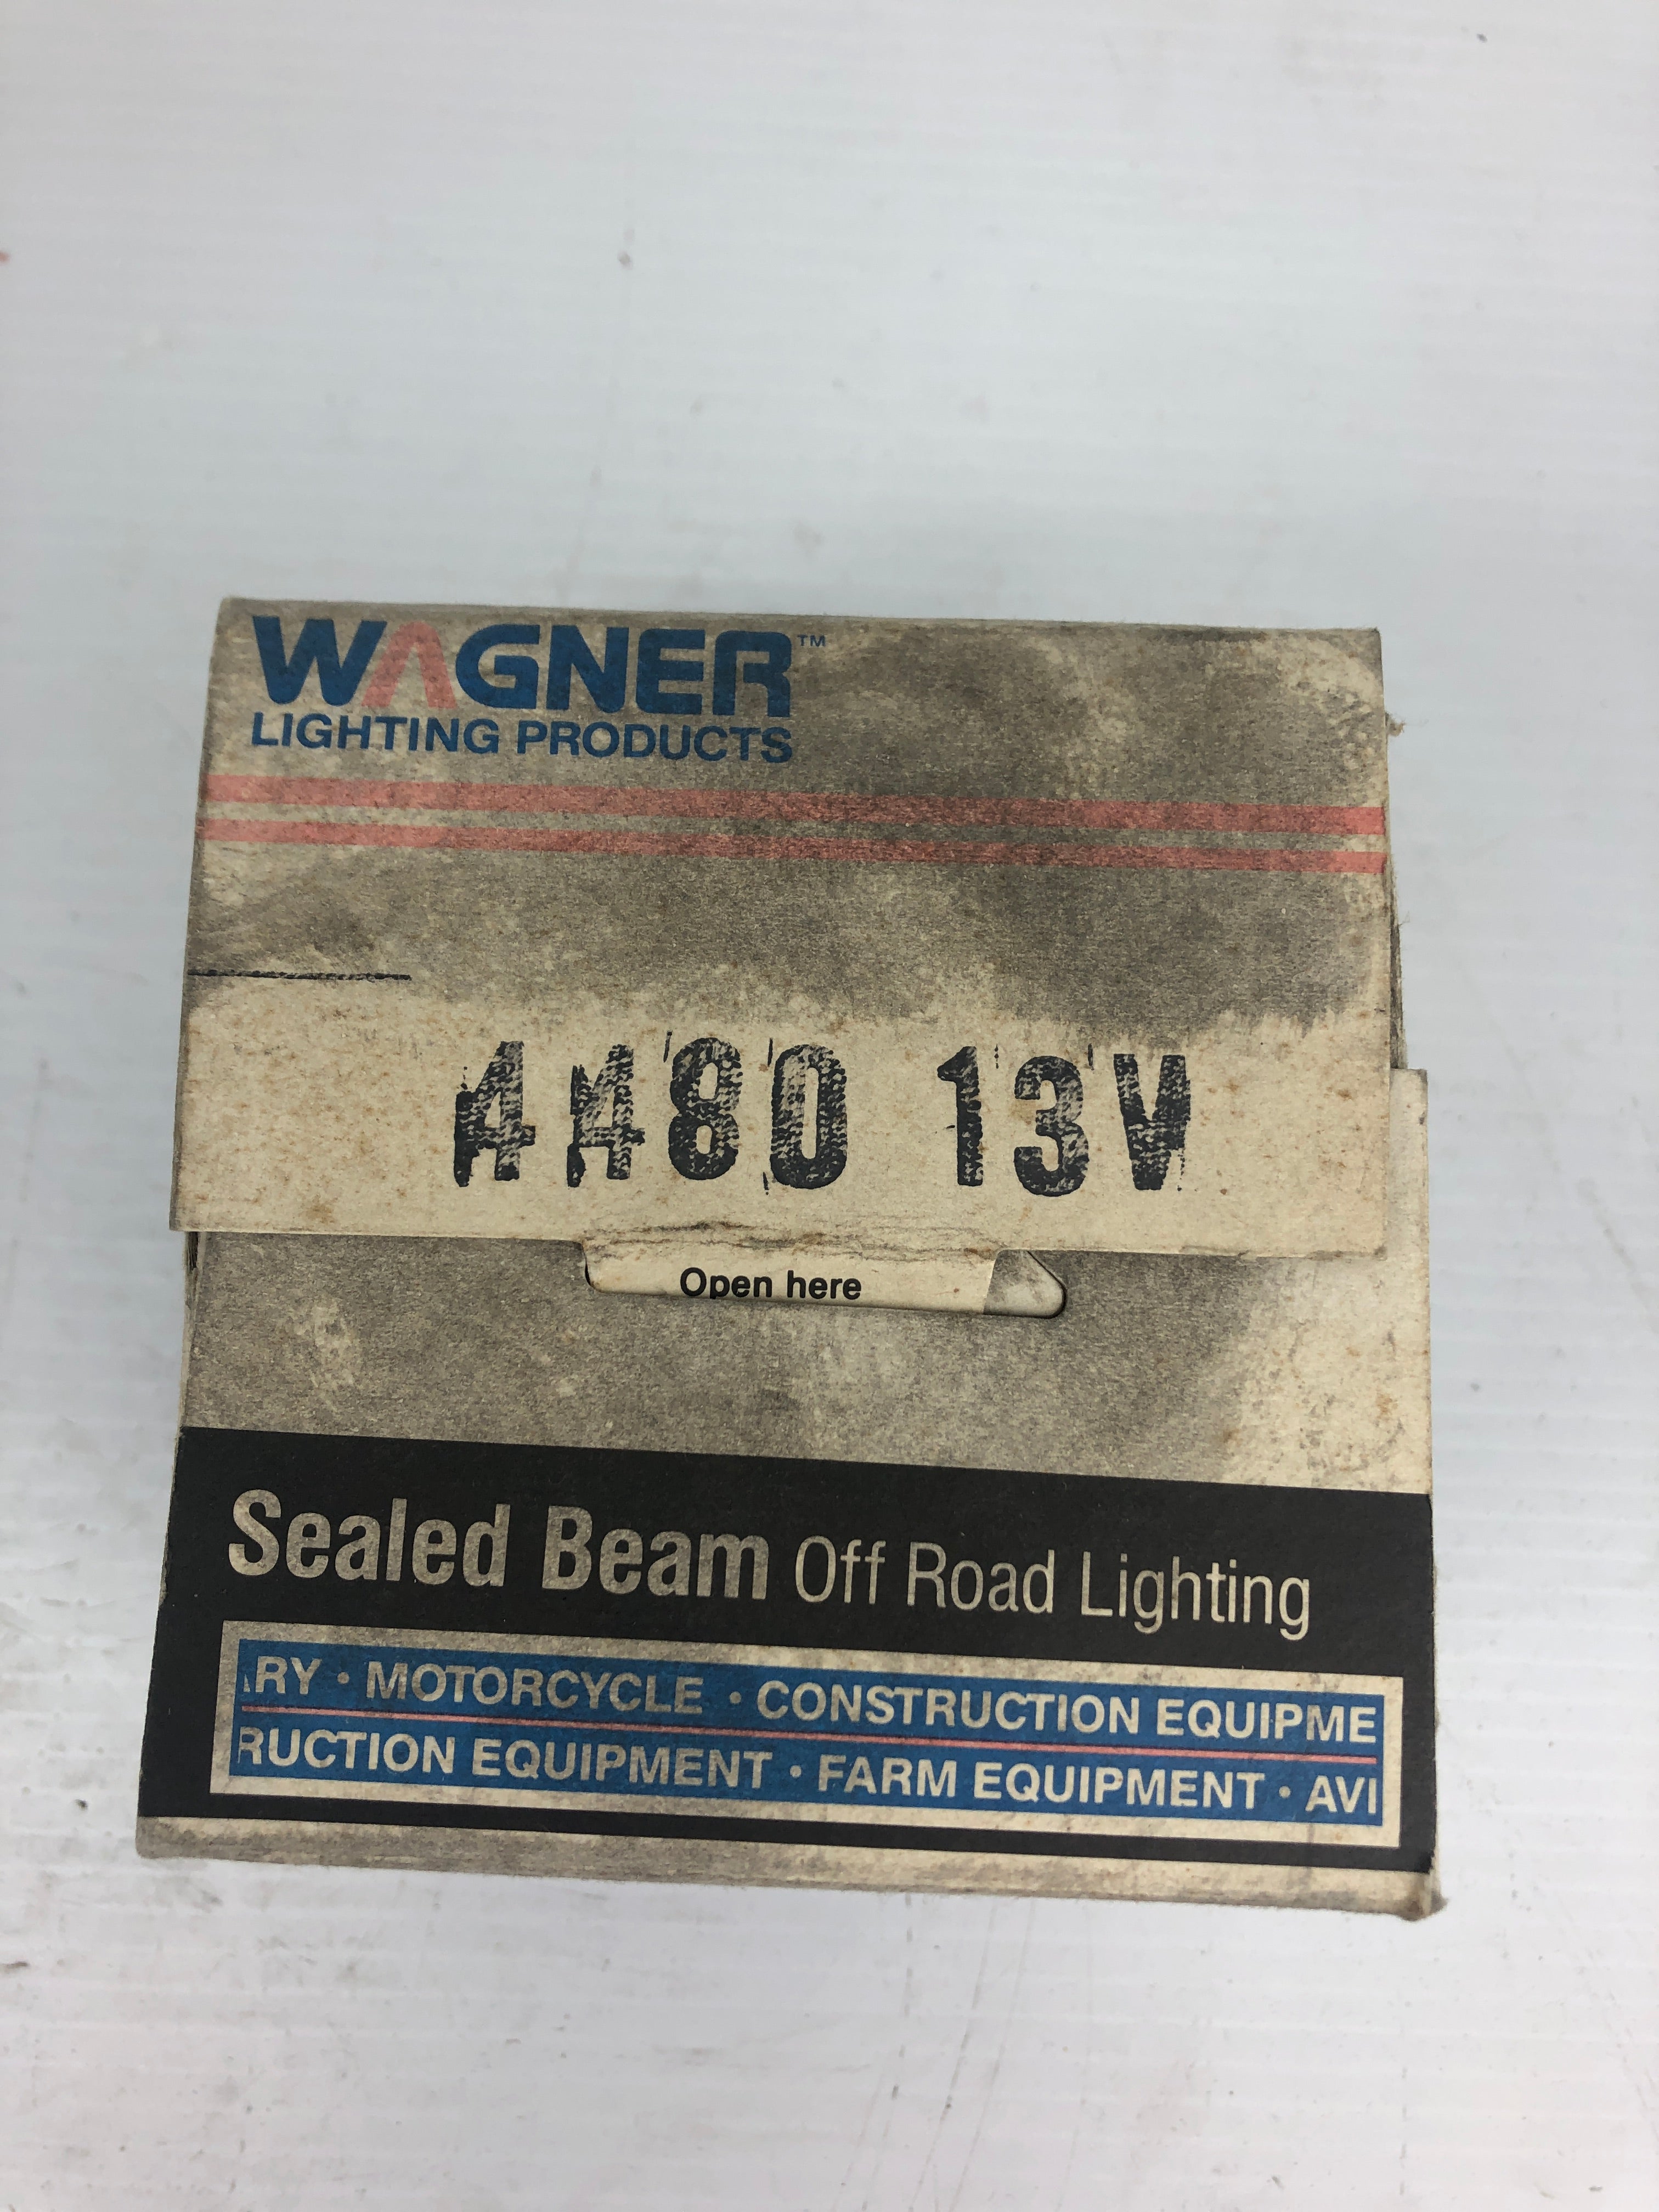 WAGNER™
LIGHTING PRODUCTS
4480 13V
Open here
Sealed Beam Off Road Lighting
RY • MOTORCYCLE • CONSTRUCTION EQUIPME
RUCTION EQUIPMENT • FARM EQUIPMENT • AVI